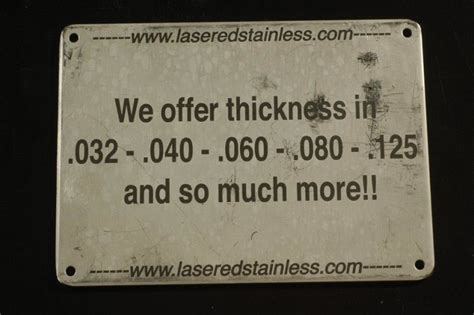 ------www.laseredstainless.com-----
We offer thickness in
.032 - .040 - .060 - .080 - .125
and so much more!!
------www.laseredstainless.com------